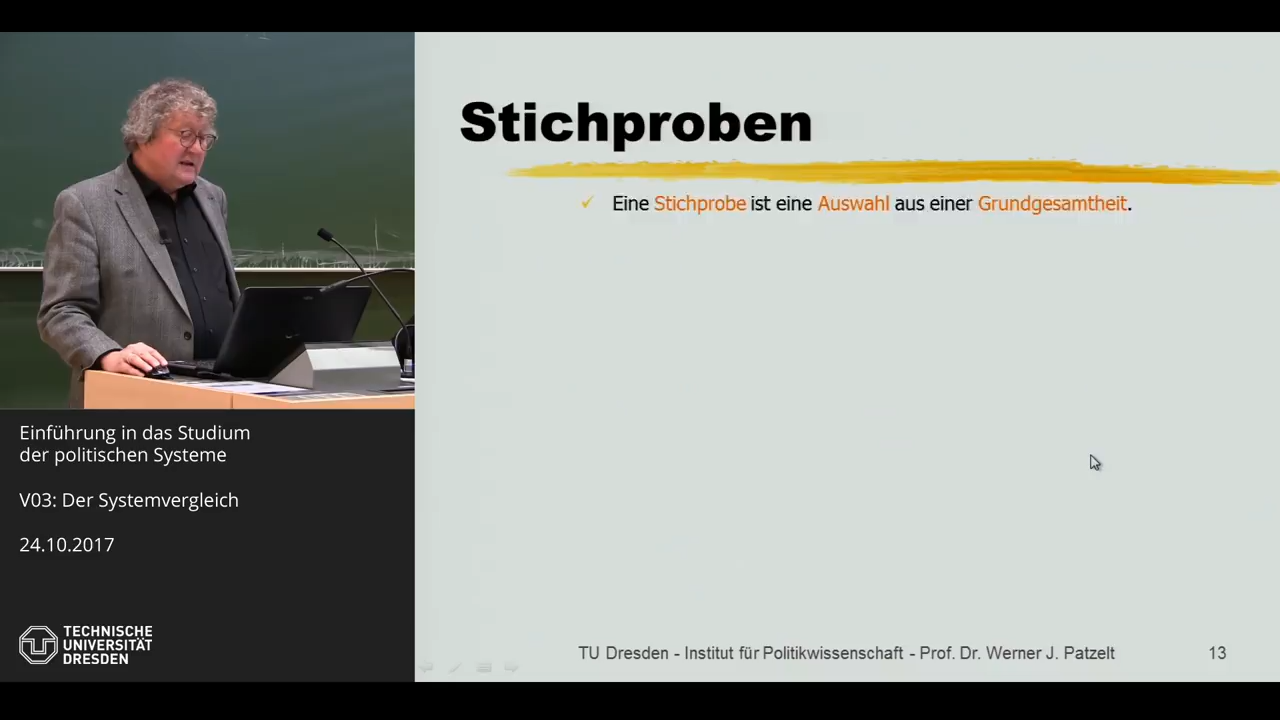 Stichproben
✓ Eine Stichprobe ist eine Auswahl aus einer Grundgesamtheit.
Einführung in das Studium
der politischen Systeme
V03: Der Systemvergleich
24.10.2017
TECHNISCHE
UNIVERSITÄT
DRESDEN
TU Dresden - Institut für Politikwissenschaft - Prof. Dr. Werner J. Patzelt
13